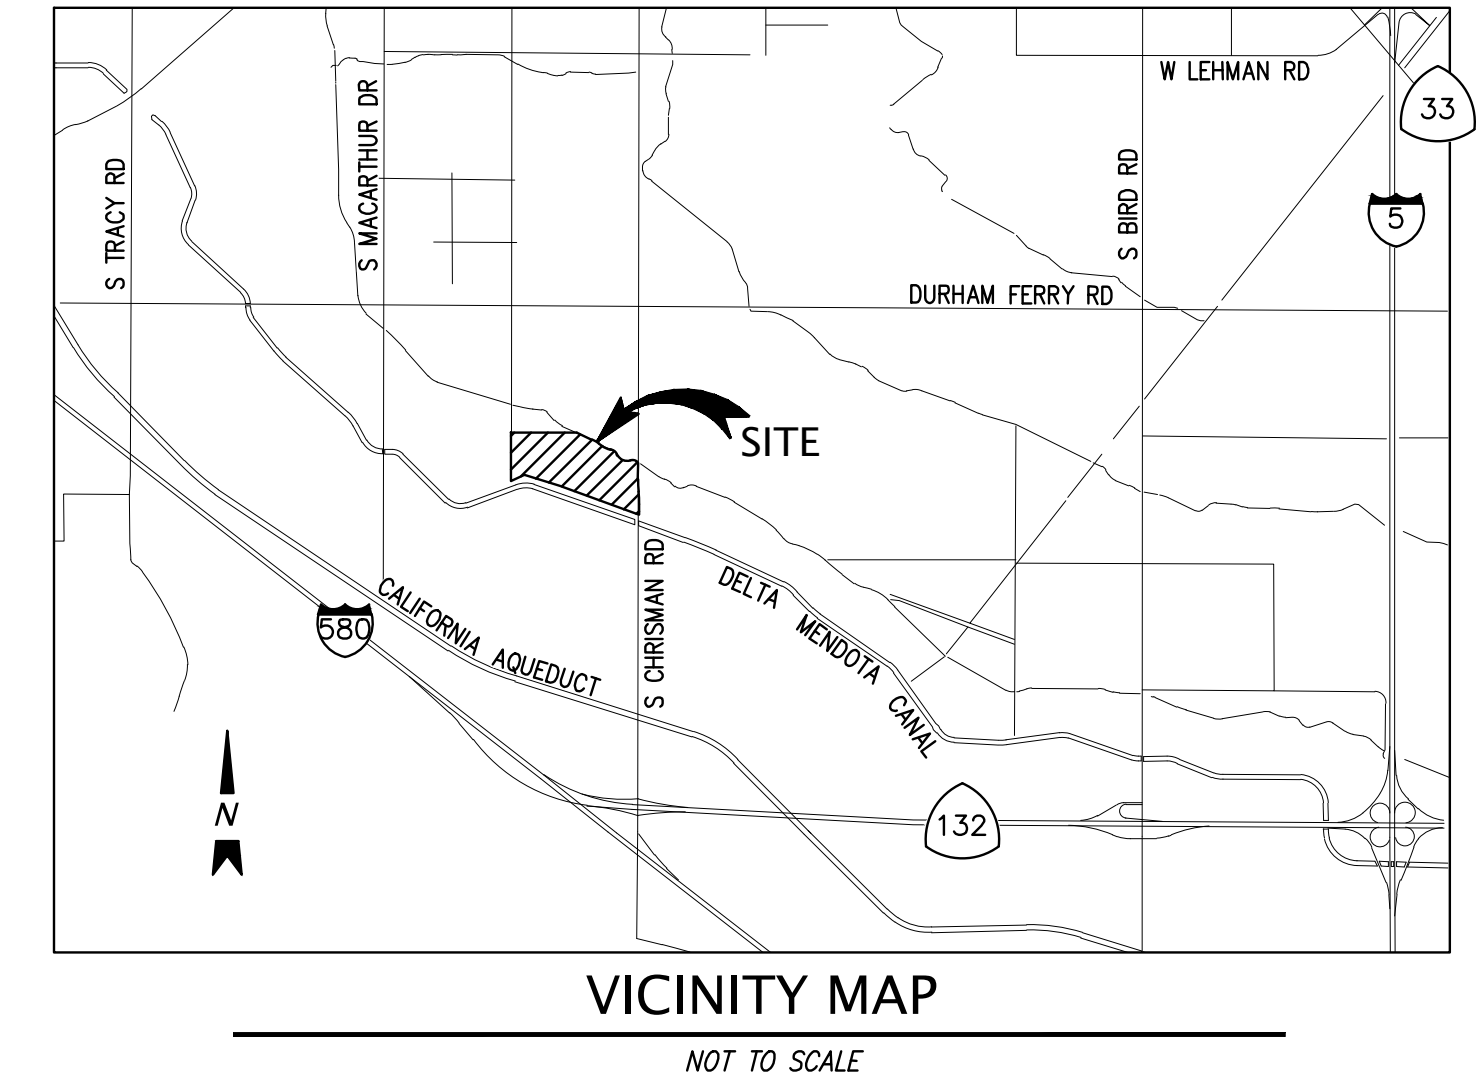 W LEHMAN RD
33
S TRACY RD
S MACARTHUR DR
S BIRD RD
5
DURHAM FERRY RD
SITE
S CHRISMAN RD
DELTA MENDOTA CANAL
CALIFORNIA AQUEDUCT
580
N
132
VICINITY MAP
NOT TO SCALE